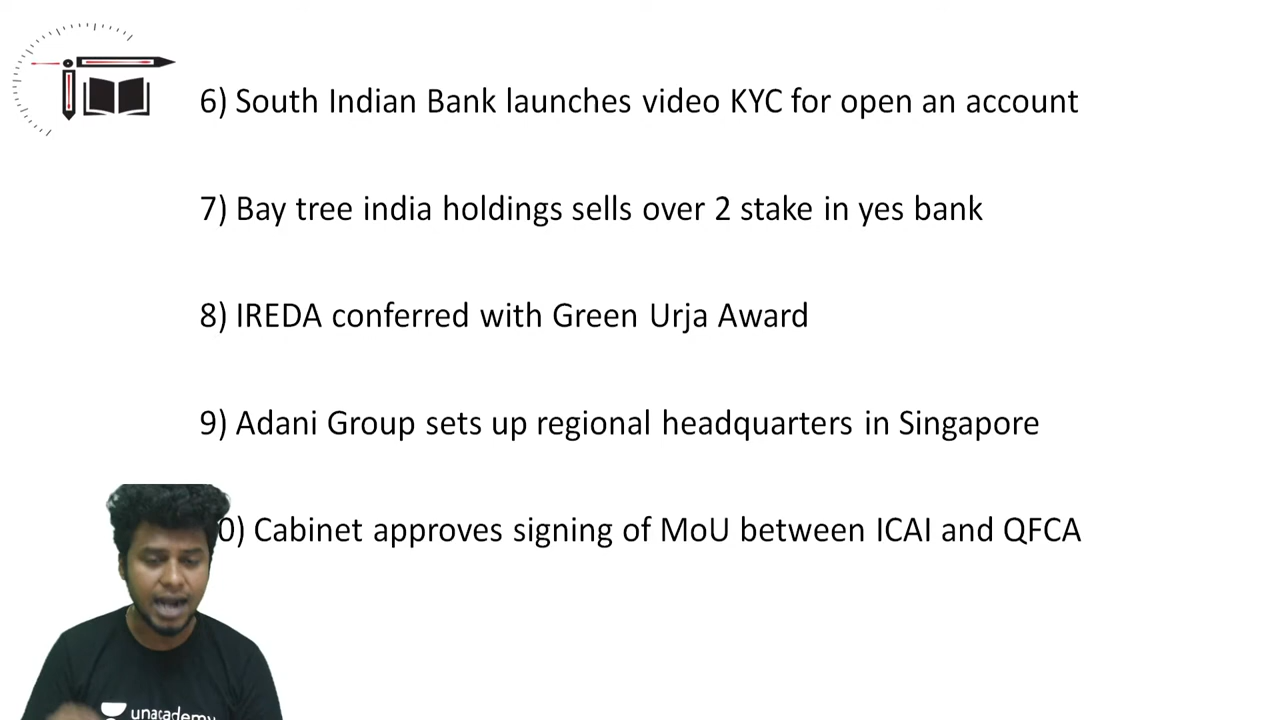 6) South Indian Bank launches video KYC for open an account
7) Bay tree india holdings sells over 2 stake in yes bank
8) IREDA conferred with Green Urja Award
9) Adani Group sets up regional headquarters in Singapore
0) Cabinet approves signing of MoU between ICAI and QFCA
unacademy